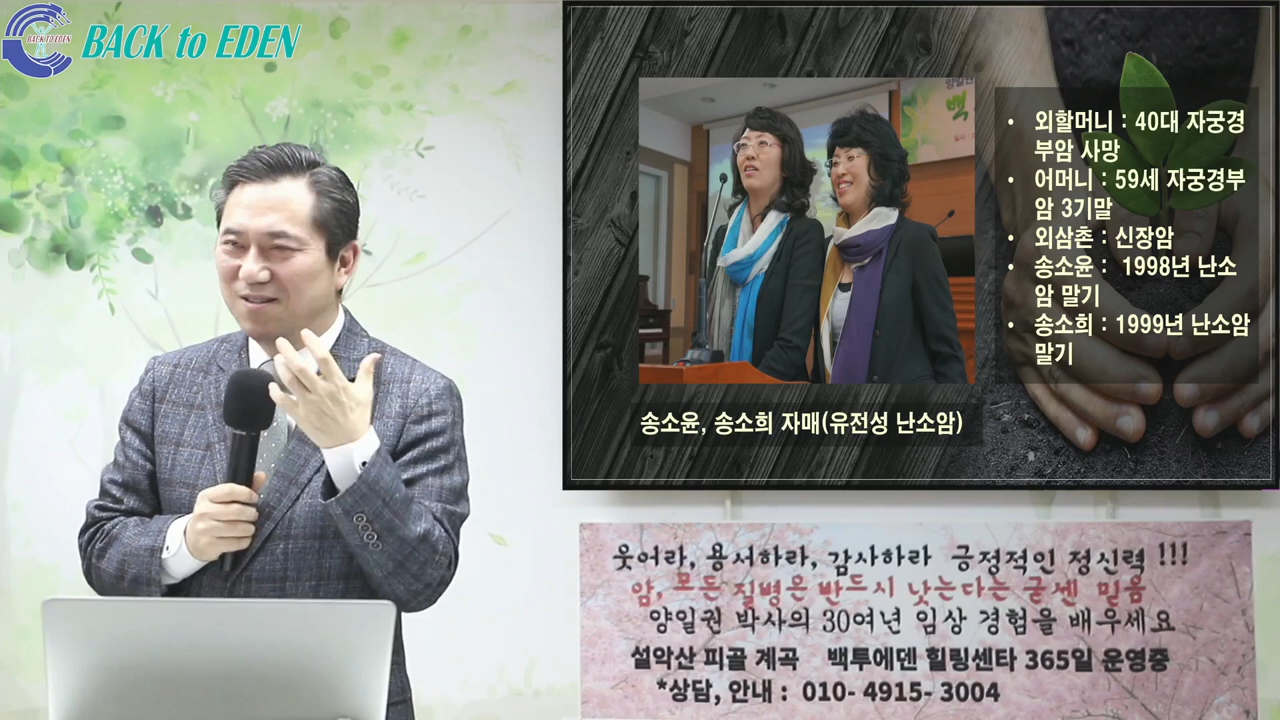 BACK TO EDEN
BACK to EDEN
백
• 외할머니 : 40대 자궁경
부암 사망
• 어머니 : 59세 자궁경부
암 3기말
• 외삼촌 : 신장암
• 송소윤 : 1998년 난소
암 말기
• 송소희 : 1999년 난소암
말기
송소윤, 송소희 자매(유전성 난소암)
웃어라, 용서하라, 감사하라 긍정적인 정신력 !!!
암, 모든 질병은 반드시 낫는다는 굳센 믿음
양일권 박사의 30여년 임상 경험을 배우세요
설악산 피골 계곡 백투에덴 힐링센타 365일 운영중
*상담, 안내 : 010- 4915- 3004